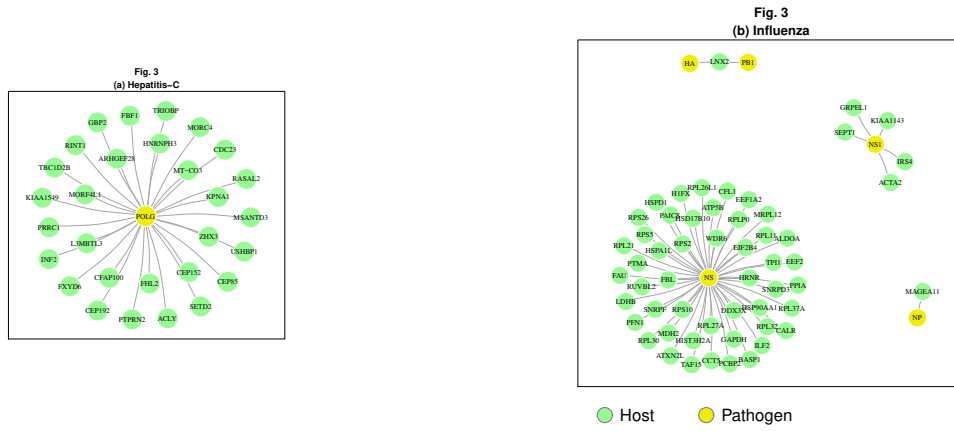 Fig. 3
(a) Hepatitis−C
TRIOBP
FBF1
GBP2
MORC4
HNRNPH3
RINT1
CDC23
ARHGEF28
TBC1D2B
MT−CO3
RASAL2
MORF4L1
KIAA1549
KPNA1
POLG
MSANTD3
PRRC1
ZHX3
L3MBTL3
USHBP1
INF2
CEP152
CFAP100
FHL2
CEP85
FXYD6
SETD2
CEP192
PTPRN2
ACLY
Fig. 3
(b) Influenza
HA
LNX2
PB1
GRPEL1
KIAA1143
SEPT1
NS1
IRS4
ACTA2
RPL26L1
H1FX
CFL1
HSPD1
EEF1A2
ATP5B
PAICS
RPS26
HSD17B10
RPLP0
MRPL12
RPS5
WDR6
RPL11
ALDOA
RPL21
RPS2
HSPA1L
EIF2B4
PTMA
TPI1
EEF2
FAU
FBL
NS
HRNR
RUVBL2
SNRPD3
PPIA
LDHB
SNRPF
RPS10
DDX3X
HSP90AA1
RPL37A
PFN1
RPL27A
RPL32
CALR
MDH2
RPL30
HIST3H2A
GAPDH
ILF2
ATXN2L
TAF15
CCT5
PCBP2
BASP1
MAGEA11
NP
Host
Pathogen